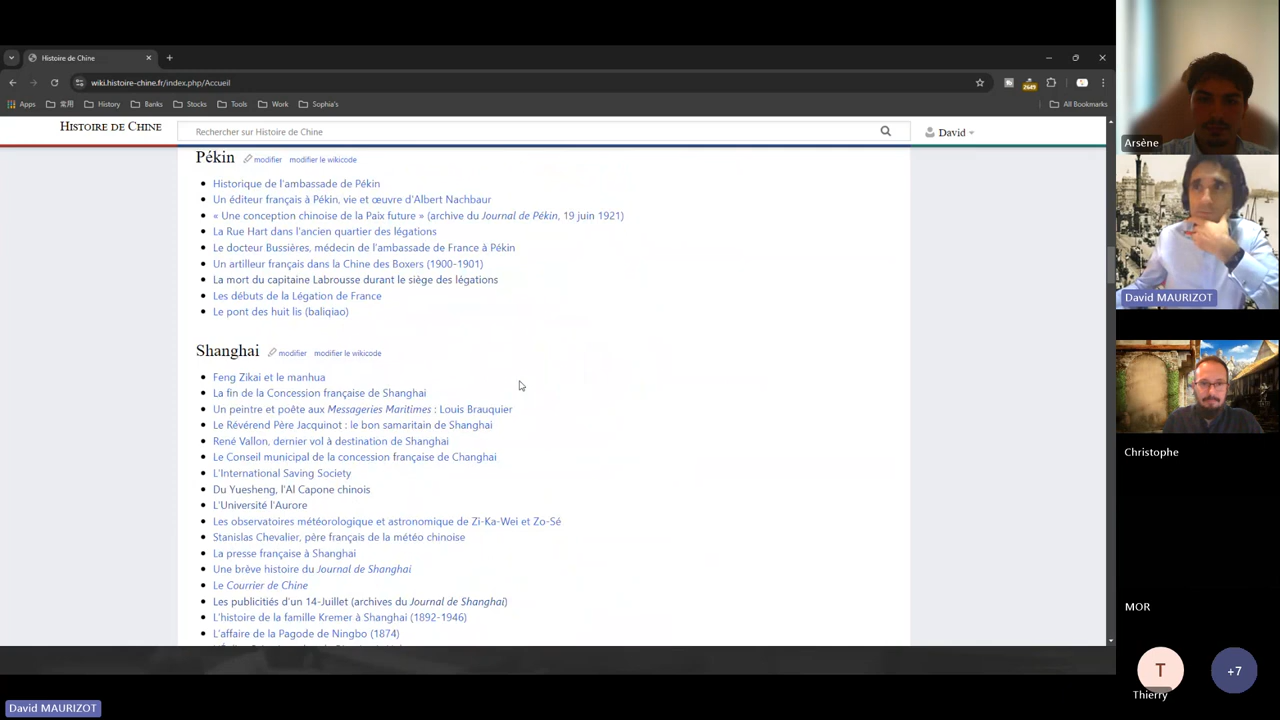 Histoire de Chine
wiki.histoire-chine.fr/index.php/Accueil
Apps 常用 History Banks Stocks Tools Work Sophia's All Bookmarks
HISTOIRE DE CHINE Rechercher sur Histoire de Chine David
Pékin modifier modifier le wikicode
Historique de l'ambassade de Pékin
Un éditeur français à Pékin, vie et œuvre d'Albert Nachbaur
« Une conception chinoise de la Paix future » (archive du Journal de Pékin, 19 juin 1921)
La Rue Hart dans l'ancien quartier des légations
Le docteur Bussières, médecin de l'ambassade de France à Pékin
Un artilleur français dans la Chine des Boxers (1900-1901)
La mort du capitaine Labrousse durant le siège des légations
Les débuts de la Légation de France
Le pont des huit lis (baliqiao)
Shanghai modifier modifier le wikicode
Feng Zikai et le manhua
La fin de la Concession française de Shanghai
Un peintre et poête aux Messageries Maritimes : Louis Brauquier
Le Révérend Père Jacquinot : le bon samaritain de Shanghai
René Vallon, dernier vol à destination de Shanghai
Le Conseil municipal de la concession française de Changhai
L'International Saving Society
Du Yuesheng, l'Al Capone chinois
L'Université l'Aurore
Les observatoires météorologique et astronomique de Zi-Ka-Wei et Zo-Sé
Stanislas Chevalier, père français de la météo chinoise
La presse française à Shanghai
Une brève histoire du Journal de Shanghai
Le Courrier de Chine
Les publicitiés d'un 14-Juillet (archives du Journal de Shanghai)
L'histoire de la famille Kremer à Shanghai (1892-1946)
L'affaire de la Pagode de Ningbo (1874)
Arsène
David MAURIZOT
Christophe
MOR
T
+7
Thierry
David MAURIZOT